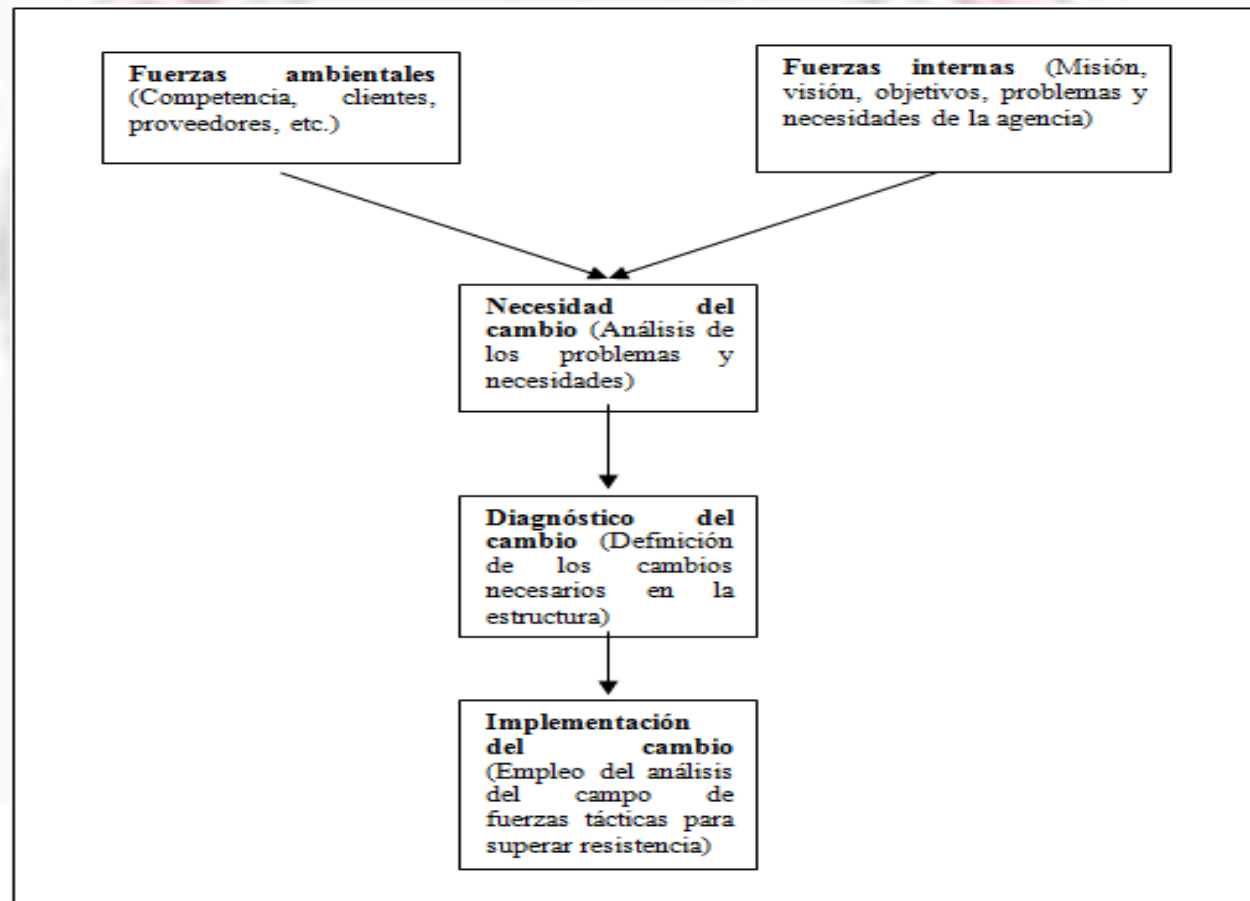 Fuerzas ambientales
(Competencia, clientes,
proveedores, etc.)
Fuerzas internas (Misión,
visión, objetivos, problemas y
necesidades de la agencia)
Necesidad del
cambio (Análisis de
los problemas y
necesidades)
Diagnóstico del
cambio (Definición
de los cambios
necesarios en la
estructura)
Implementación
del cambio
(Empleo del análisis
del campo de
fuerzas tácticas para
superar resistencia)